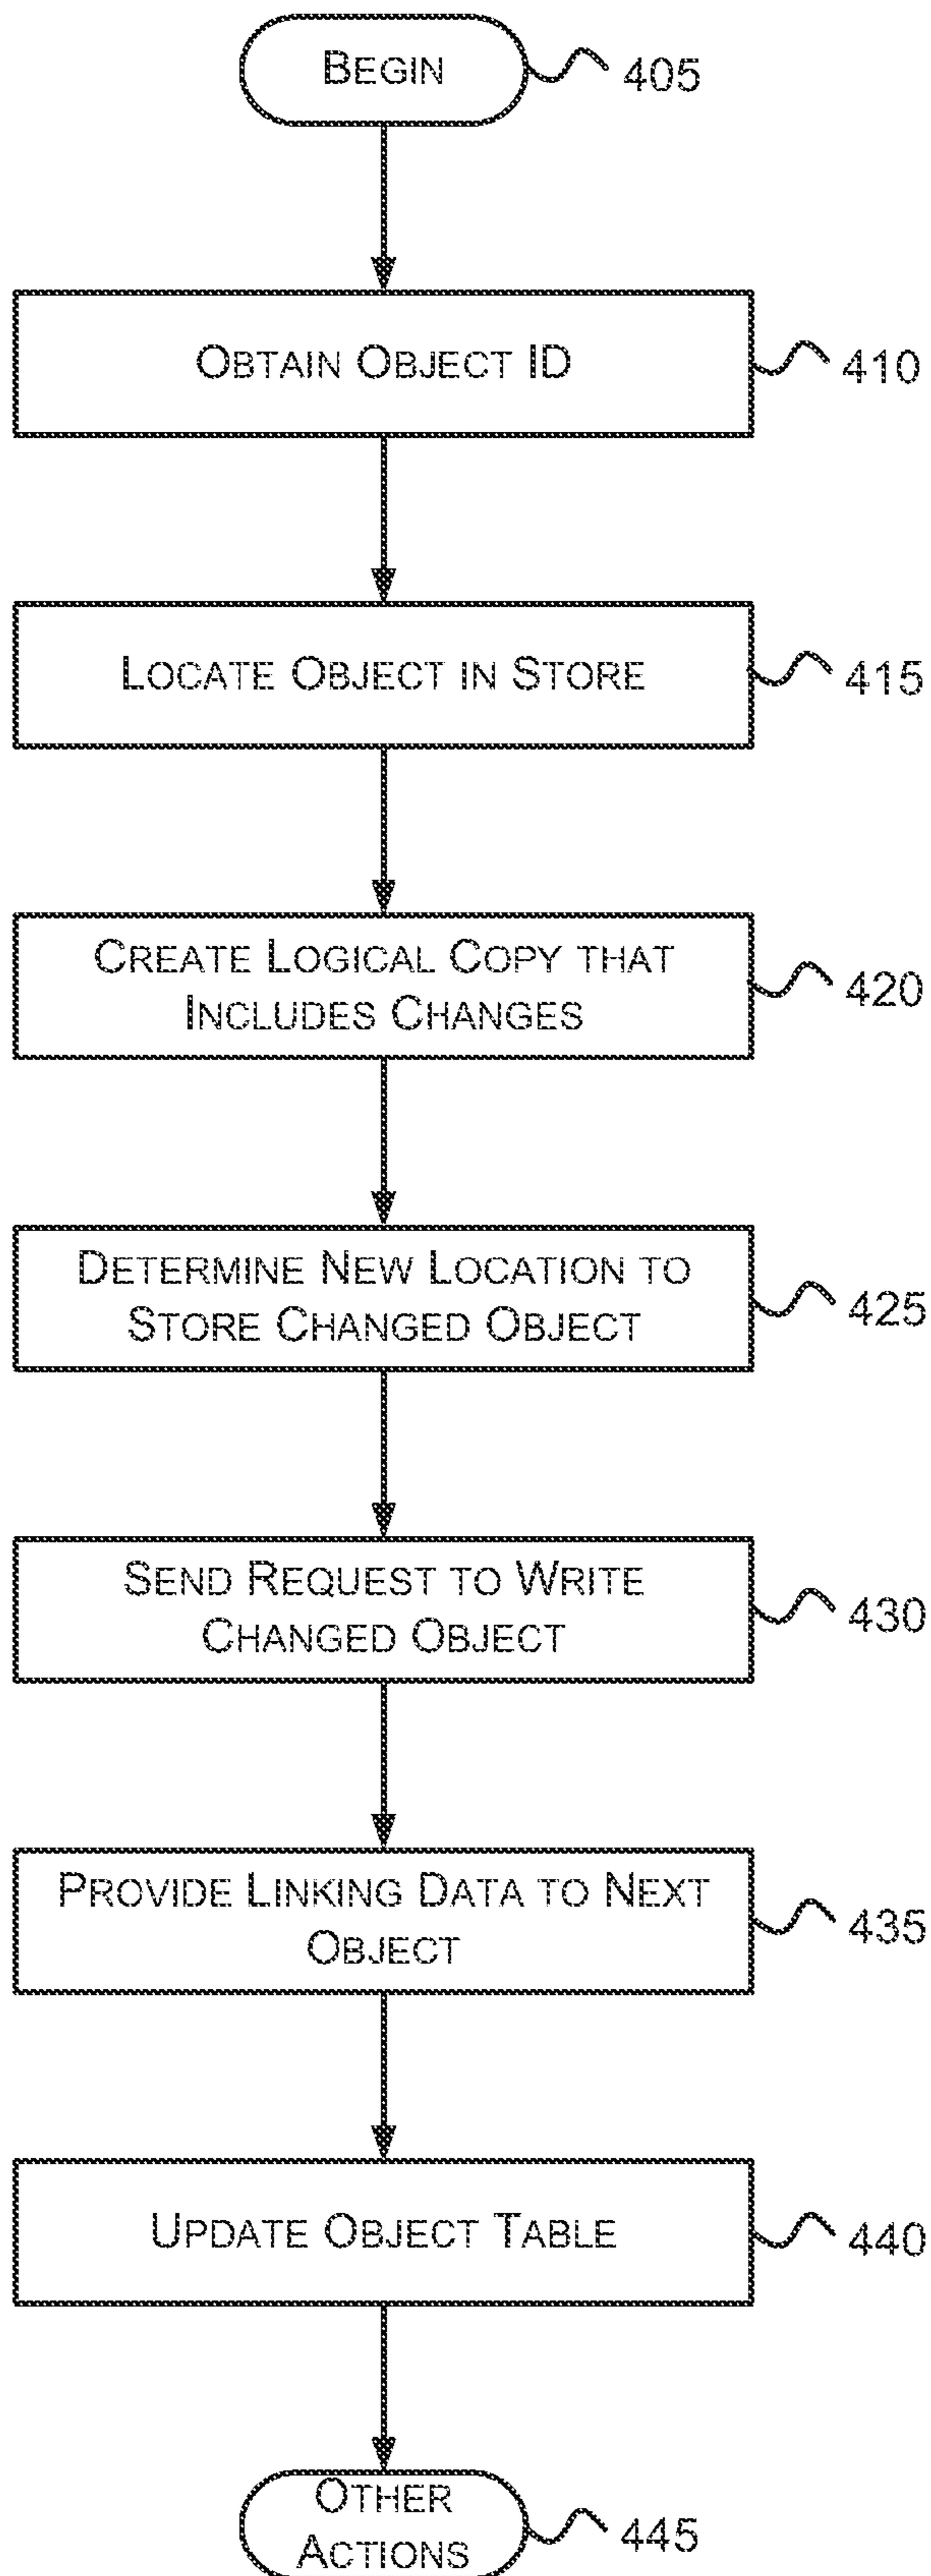 BEGIN
405
OBTAIN OBJECT ID
410
LOCATE OBJECT IN STORE
415
CREATE LOGICAL COPY THAT
INCLUDES CHANGES
420
DETERMINE NEW LOCATION TO
STORE CHANGED OBJECT
425
SEND REQUEST TO WRITE
CHANGED OBJECT
430
PROVIDE LINKING DATA TO NEXT
OBJECT
435
UPDATE OBJECT TABLE
440
OTHER
ACTIONS
445